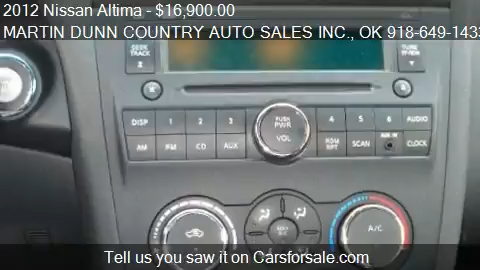 2012 Nissan Altima - $16,900.00
MARTIN DUNN COUNTRY AUTO SALES INC., OK 918-649-1433
SEEK
TRACK
TUNE
DISP 1 2 3 PUSH PWR VOL 4 5 6 AUDIO
AM FM CD AUX RDM RPT SCAN AUX IN CLOCK
A/C
Tell us you saw it on Carsforsale.com